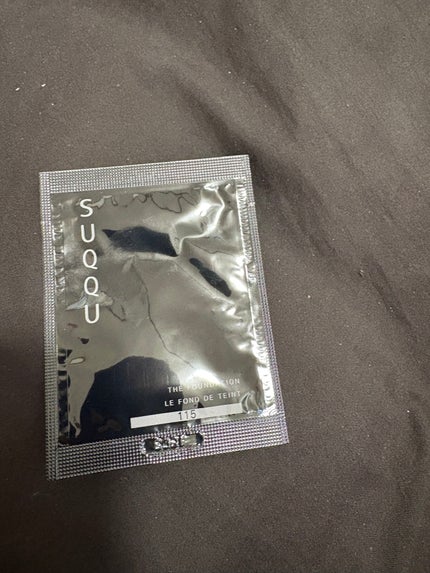 SUQQU
THE FOUNDATION
LE FOND DE TEINT
115